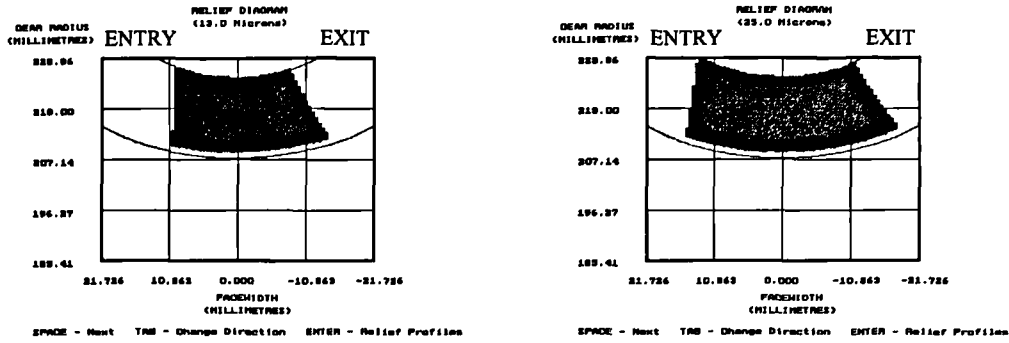 RELIEF DIAGRAM
(13.0 Microns)
GEAR RADIUS
(MILLIMETRES)
ENTRY EXIT
228.86
218.00
207.14
196.27
185.41
21.726 10.863 0.000 -10.863 -21.726
FACEWIDTH
(MILLIMETRES)
SPACE - Next TAB - Change Direction ENTER - Relief Profiles
RELIEF DIAGRAM
(25.0 Microns)
GEAR RADIUS
(MILLIMETRES)
ENTRY EXIT
228.86
218.00
207.14
196.27
185.41
21.726 10.863 0.000 -10.863 -21.726
FACEWIDTH
(MILLIMETRES)
SPACE - Next TAB - Change Direction ENTER - Relief Profiles